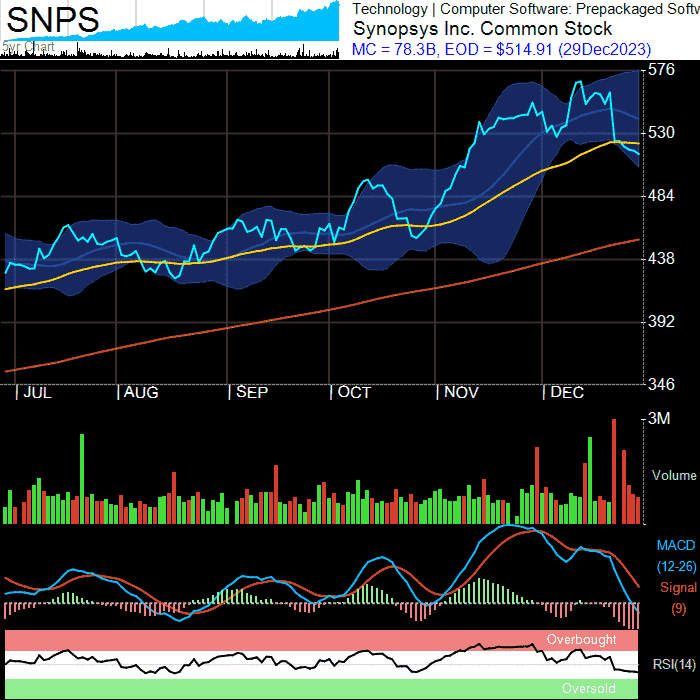 SNPS
5yr Chart
Technology | Computer Software: Prepackaged Softw
Synopsys Inc. Common Stock
MC = 78.3B, EOD = $514.91 (29Dec2023)
576
530
484
438
392
346
JUL
AUG
SEP
OCT
NOV
DEC
3M
Volume
MACD
(12-26)
Signal
(9)
Overbought
RSI(14)
Oversold